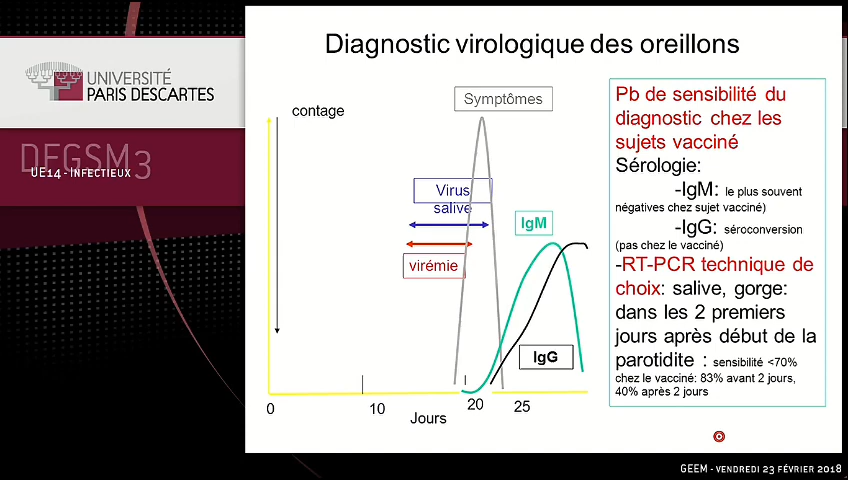 Diagnostic virologique des oreillons
UNIVERSITÉ
PARIS DESCARTES
DFGSM3
UE14 - INFECTIEUX
contage
Symptômes
Virus
salive
virémie
IgM
IgG
0
10
20
25
Jours
Pb de sensibilité du
diagnostic chez les
sujets vacciné
Sérologie:
-IgM: le plus souvent
négatives chez sujet vacciné)
-IgG: séroconversion
(pas chez le vacciné)
-RT-PCR technique de
choix: salive, gorge:
dans les 2 premiers
jours après début de la
parotidite : sensibilité <70%
chez le vacciné: 83% avant 2 jours,
40% après 2 jours
GEEM - VENDREDI 23 FÉVRIER 2018